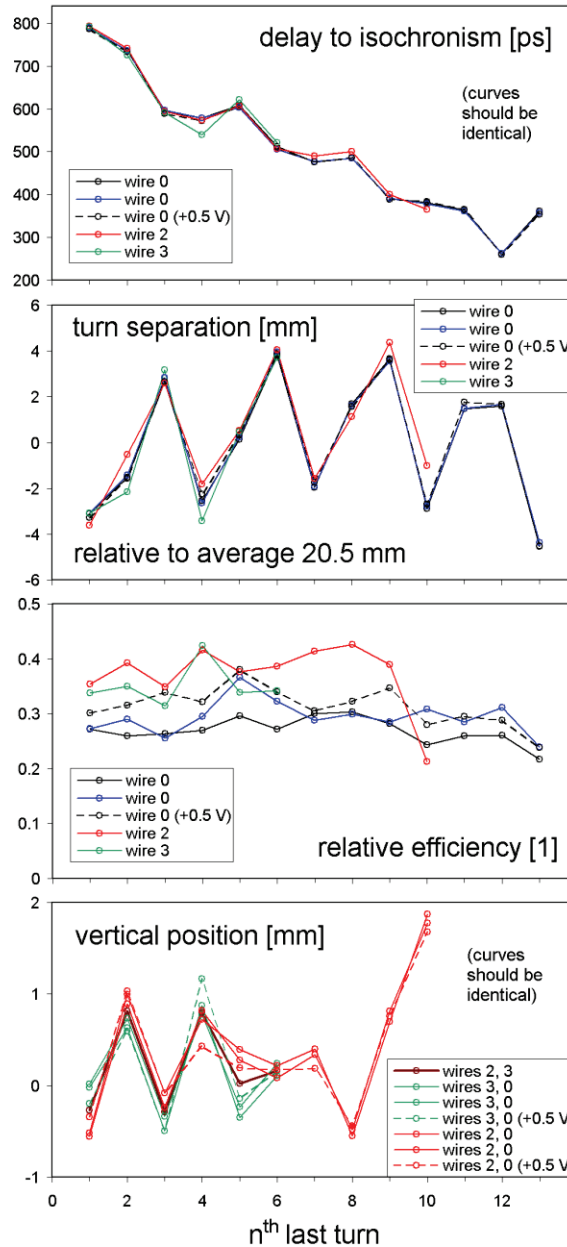 800
700
600
500
400
300
200
delay to isochronism [ps]
(curves
should be
identical)
wire 0
wire 0
wire 0 (+0.5 V)
wire 2
wire 3
6
4
2
0
-2
-4
-6
turn separation [mm]
wire 0
wire 0
wire 0 (+0.5 V)
wire 2
wire 3
relative to average 20.5 mm
0.5
0.4
0.3
0.2
0.1
0
wire 0
wire 0
wire 0 (+0.5 V)
wire 2
wire 3
relative efficiency [1]
2
1
0
-1
vertical position [mm]
(curves
should be
identical)
wires 2, 3
wires 3, 0
wires 3, 0
wires 3, 0 (+0.5 V)
wires 2, 0
wires 2, 0
wires 2, 0 (+0.5 V)
0 2 4 6 8 10 12
nth last turn